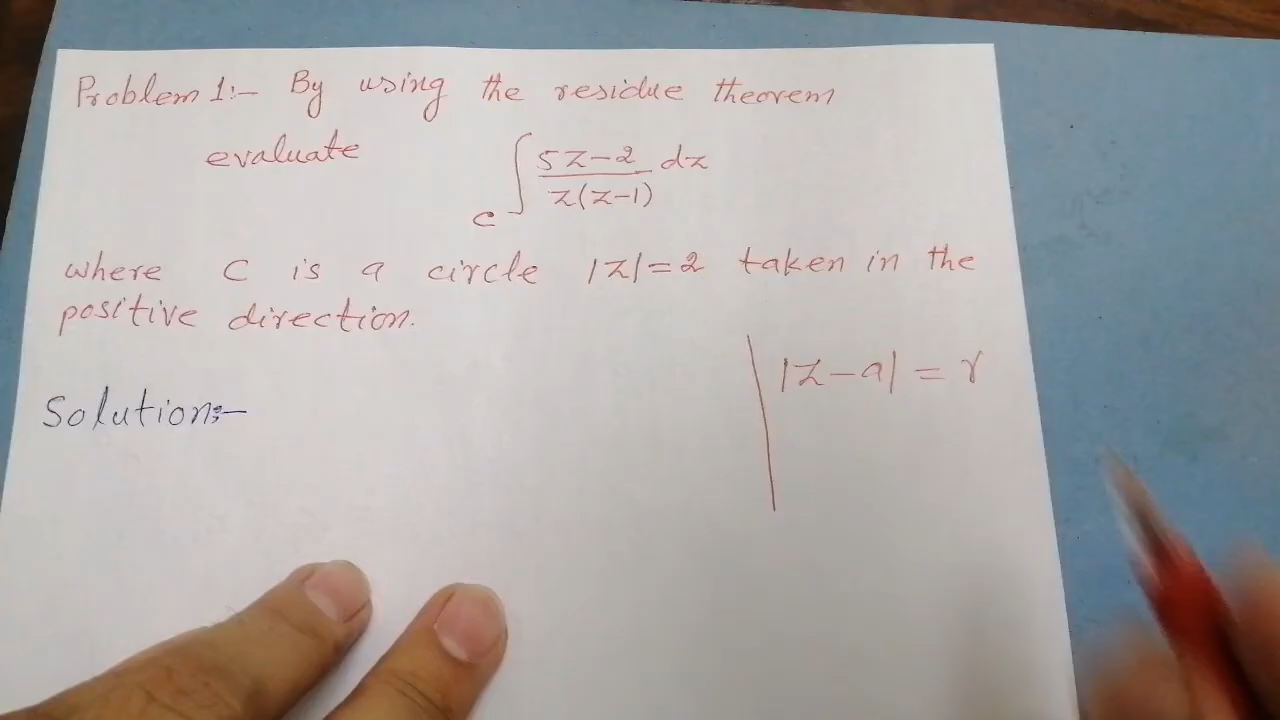 Problem 1:- By using the residue theorem
evaluate ∫_C (5z-2)/(z(z-1)) dz
where C is a circle |z|=2 taken in the
positive direction.
|z-a| = r
Solution:-